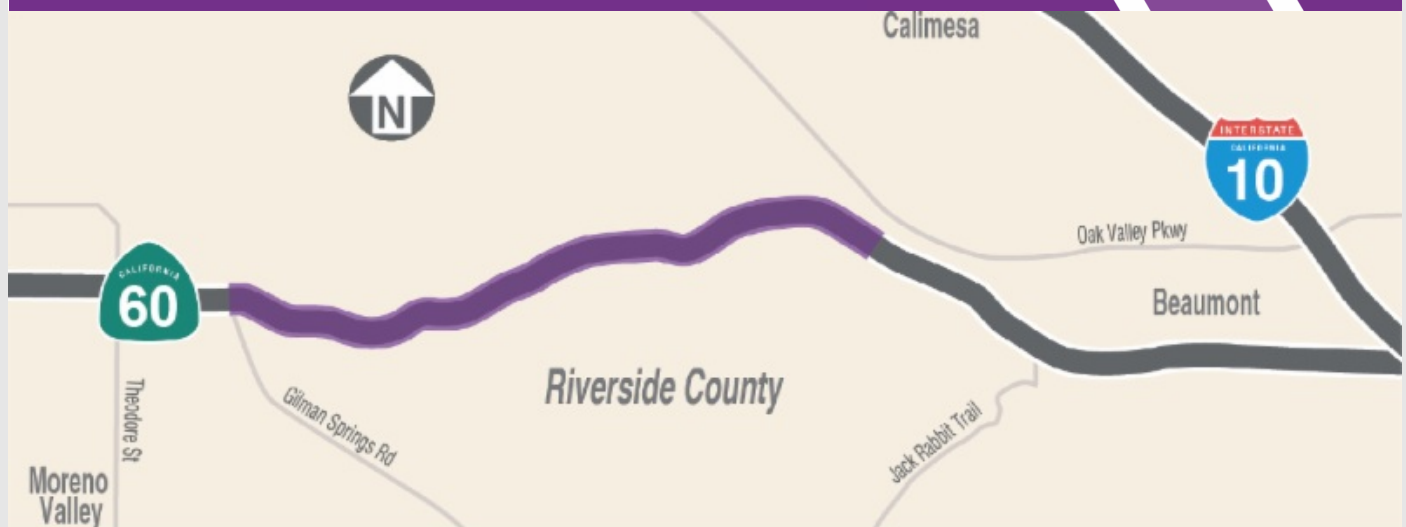 Calimesa
N
INTERSTATE
CALIFORNIA
10
Oak Valley Pkwy
CALIFORNIA
60
Beaumont
Riverside County
Theodore St
Gilman Springs Rd
Jack Rabbit Trail
Moreno
Valley